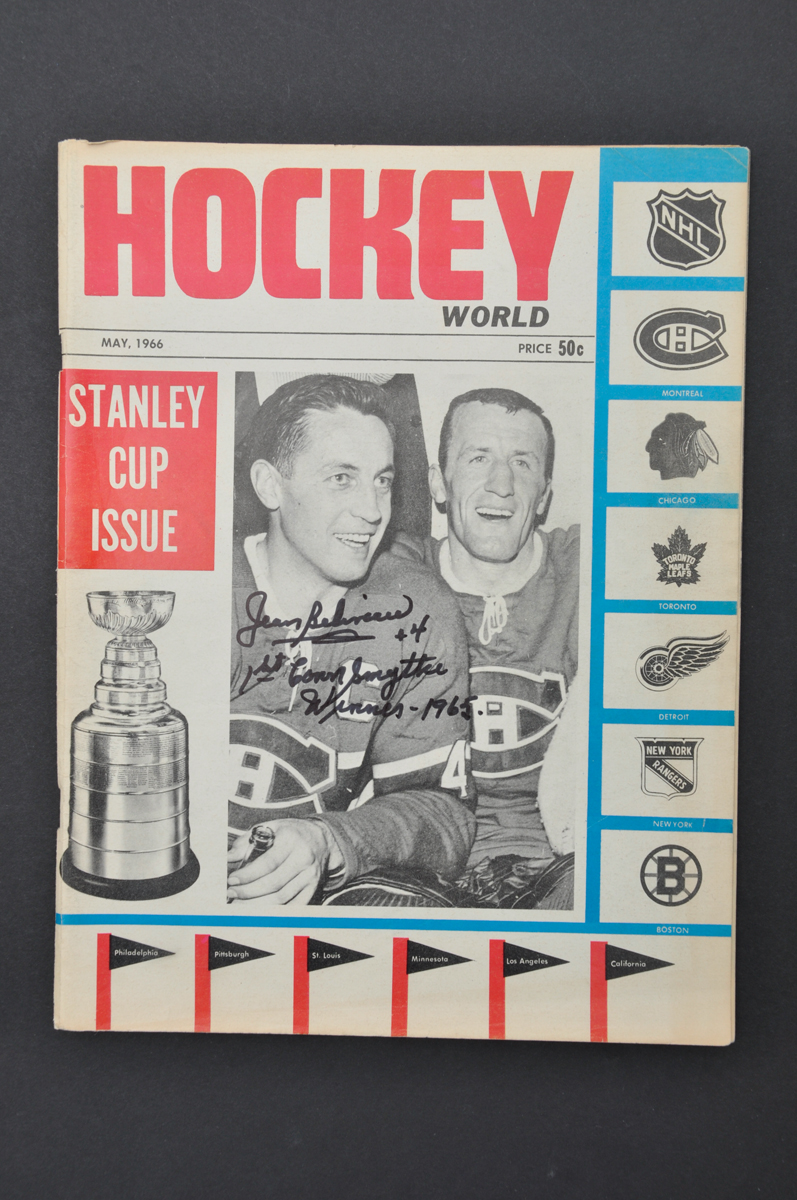 HOCKEY
WORLD
MAY, 1966
PRICE 50c
STANLEY
CUP
ISSUE
Jean Beliveau
#4
1st Conn Smythe
Winner - 1965.
4
NHL
MONTREAL
CHICAGO
TORONTO
MAPLE
LEAFS
TORONTO
DETROIT
NEW YORK
RANGERS
NEW YORK
B
BOSTON
Philadelphia
Pittsburgh
St. Louis
Minnesota
Los Angeles
California